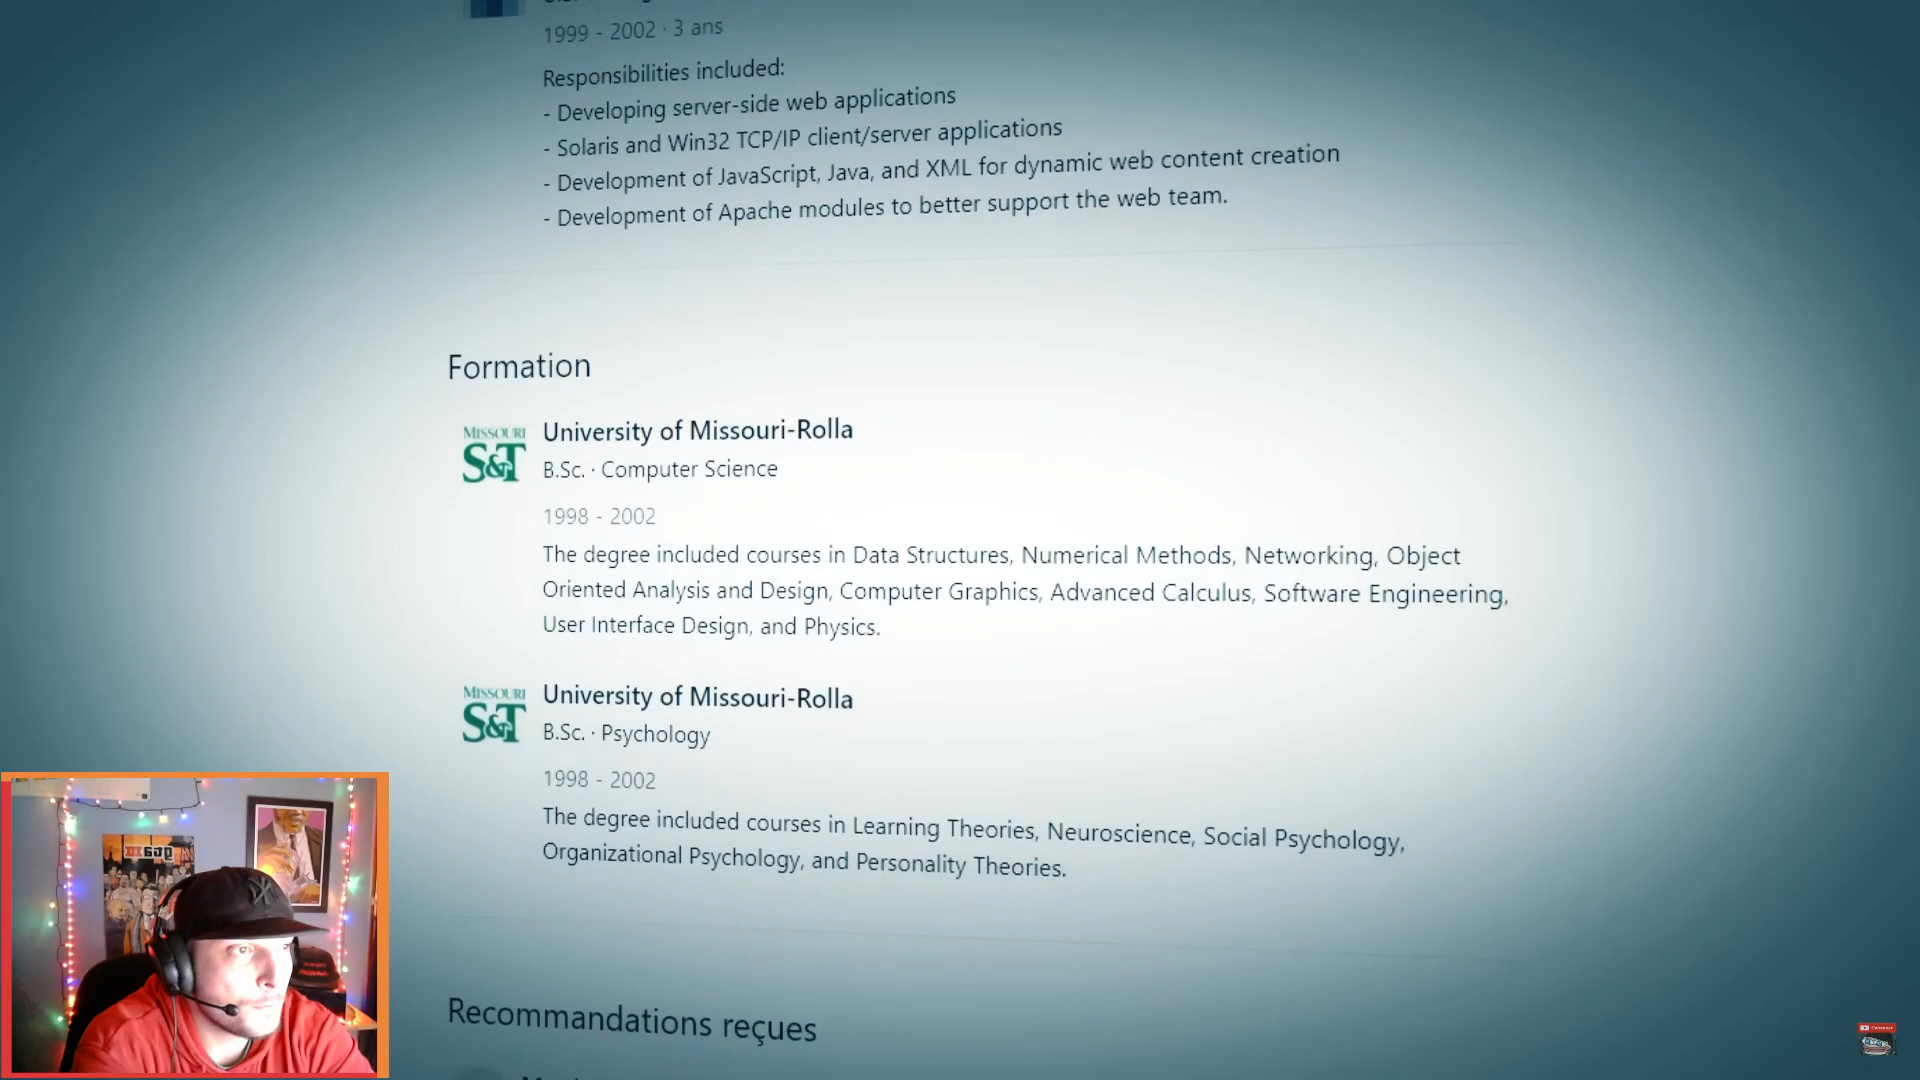 1999 - 2002 · 3 ans
Responsibilities included:
- Developing server-side web applications
- Solaris and Win32 TCP/IP client/server applications
- Development of JavaScript, Java, and XML for dynamic web content creation
- Development of Apache modules to better support the web team.
Formation
MISSOURI
S&T
University of Missouri-Rolla
B.Sc. · Computer Science
1998 - 2002
The degree included courses in Data Structures, Numerical Methods, Networking, Object
Oriented Analysis and Design, Computer Graphics, Advanced Calculus, Software Engineering,
User Interface Design, and Physics.
MISSOURI
S&T
University of Missouri-Rolla
B.Sc. · Psychology
1998 - 2002
The degree included courses in Learning Theories, Neuroscience, Social Psychology,
Organizational Psychology, and Personality Theories.
Recommandations reçues